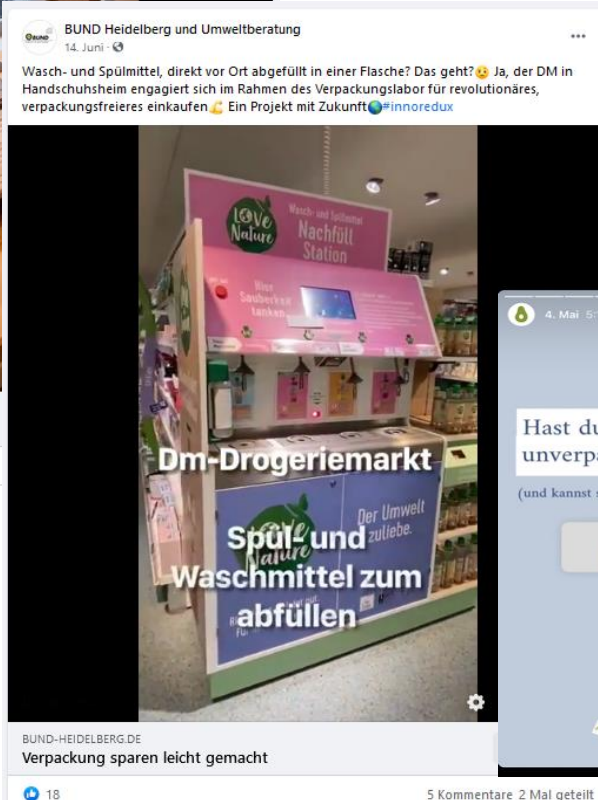 BUND Heidelberg und Umweltberatung
14. Juni
Wasch- und Spülmittel, direkt vor Ort abgefüllt in einer Flasche? Das geht?😉 Ja, der DM in
Handschuhsheim engagiert sich im Rahmen des Verpackungslabor für revolutionäres,
verpackungsfreieres einkaufen💪 Ein Projekt mit Zukunft🌍#innoredux
LOVE
Nature
Wasch- und Spülmittel
Nachfüll
Station
Hier
Sauberkeit
tanken.
4. Mai
Hast du
unverpa
(und kannst
Dm-Drogeriemarkt
Der Umwelt
zuliebe.
Spül- und
Waschmittel zum
abfüllen
BUND-HEIDELBERG.DE
Verpackung sparen leicht gemacht
18
5 Kommentare 2 Mal geteilt